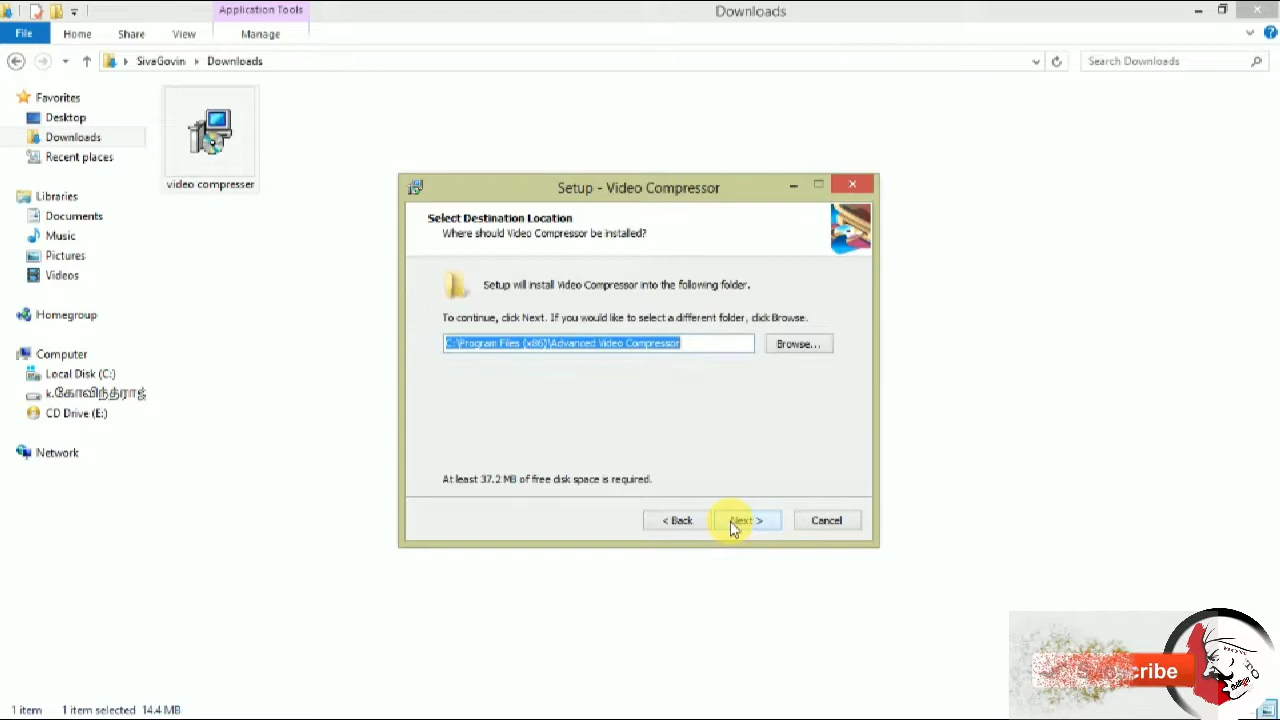 Application Tools
Downloads
File
Home
Share
View
Manage
SivaGovin
Downloads
Search Downloads
Favorites
Desktop
Downloads
Recent places
Libraries
Documents
Music
Pictures
Videos
Homegroup
Computer
Local Disk (C:)
k.கோவிந்த்ராஜ்
CD Drive (E:)
Network
video compresser
Setup - Video Compressor
Select Destination Location
Where should Video Compressor be installed?
Setup will install Video Compressor into the following folder.
To continue, click Next. If you would like to select a different folder, click Browse.
C:\Program Files (x86)\Advanced Video Compressor
Browse...
At least 37.2 MB of free disk space is required.
< Back
Next >
Cancel
1 item
1 item selected 14.4 MB